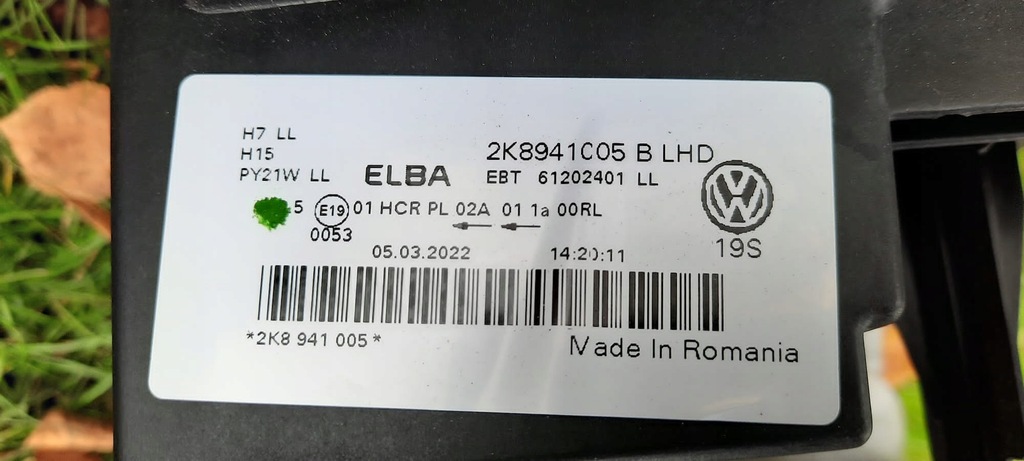 H7 LL
H15
PY21W LL
ELBA
2K8941C05 B LHD
EBT 61202401 LL
5 E19 01 HCR PL 02A 01 1a 00RL
0053
19S
05.03.2022 14:20:11
*2K8 941 005*
Made In Romania